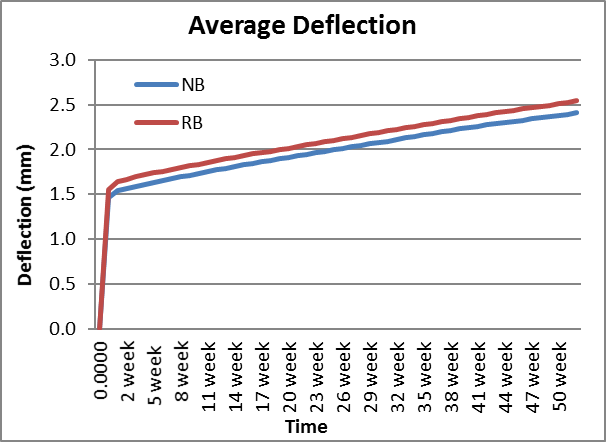 Average Deflection
3.0
2.5
2.0
1.5
1.0
0.5
0.0
Deflection (mm)
NB
RB
0.0000
2 week
5 week
8 week
11 week
14 week
17 week
20 week
23 week
26 week
29 week
32 week
35 week
38 week
41 week
44 week
47 week
50 week
Time